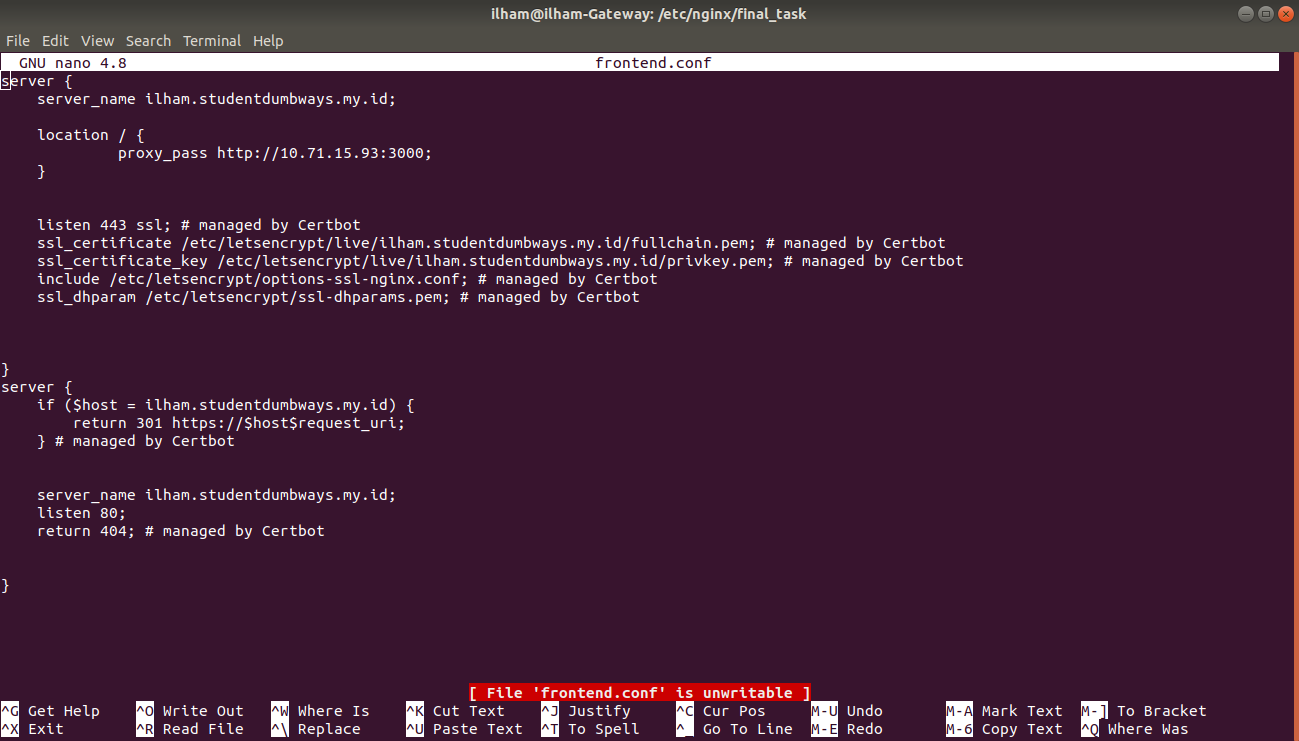 ilham@ilham-Gateway: /etc/nginx/final_task
File Edit View Search Terminal Help
GNU nano 4.8 frontend.conf
server {
    server_name ilham.studentdumbways.my.id;
    location / {
             proxy_pass http://10.71.15.93:3000;
    }
    listen 443 ssl; # managed by Certbot
    ssl_certificate /etc/letsencrypt/live/ilham.studentdumbways.my.id/fullchain.pem; # managed by Certbot
    ssl_certificate_key /etc/letsencrypt/live/ilham.studentdumbways.my.id/privkey.pem; # managed by Certbot
    include /etc/letsencrypt/options-ssl-nginx.conf; # managed by Certbot
    ssl_dhparam /etc/letsencrypt/ssl-dhparams.pem; # managed by Certbot
}
server {
    if ($host = ilham.studentdumbways.my.id) {
        return 301 https://$host$request_uri;
    } # managed by Certbot
    server_name ilham.studentdumbways.my.id;
    listen 80;
    return 404; # managed by Certbot
}
[ File 'frontend.conf' is unwritable ]
^G Get Help ^O Write Out ^W Where Is ^K Cut Text ^J Justify ^C Cur Pos M-U Undo M-A Mark Text M-] To Bracket
^X Exit ^R Read File ^\ Replace ^U Paste Text ^T To Spell ^_ Go To Line M-E Redo M-6 Copy Text ^Q Where Was